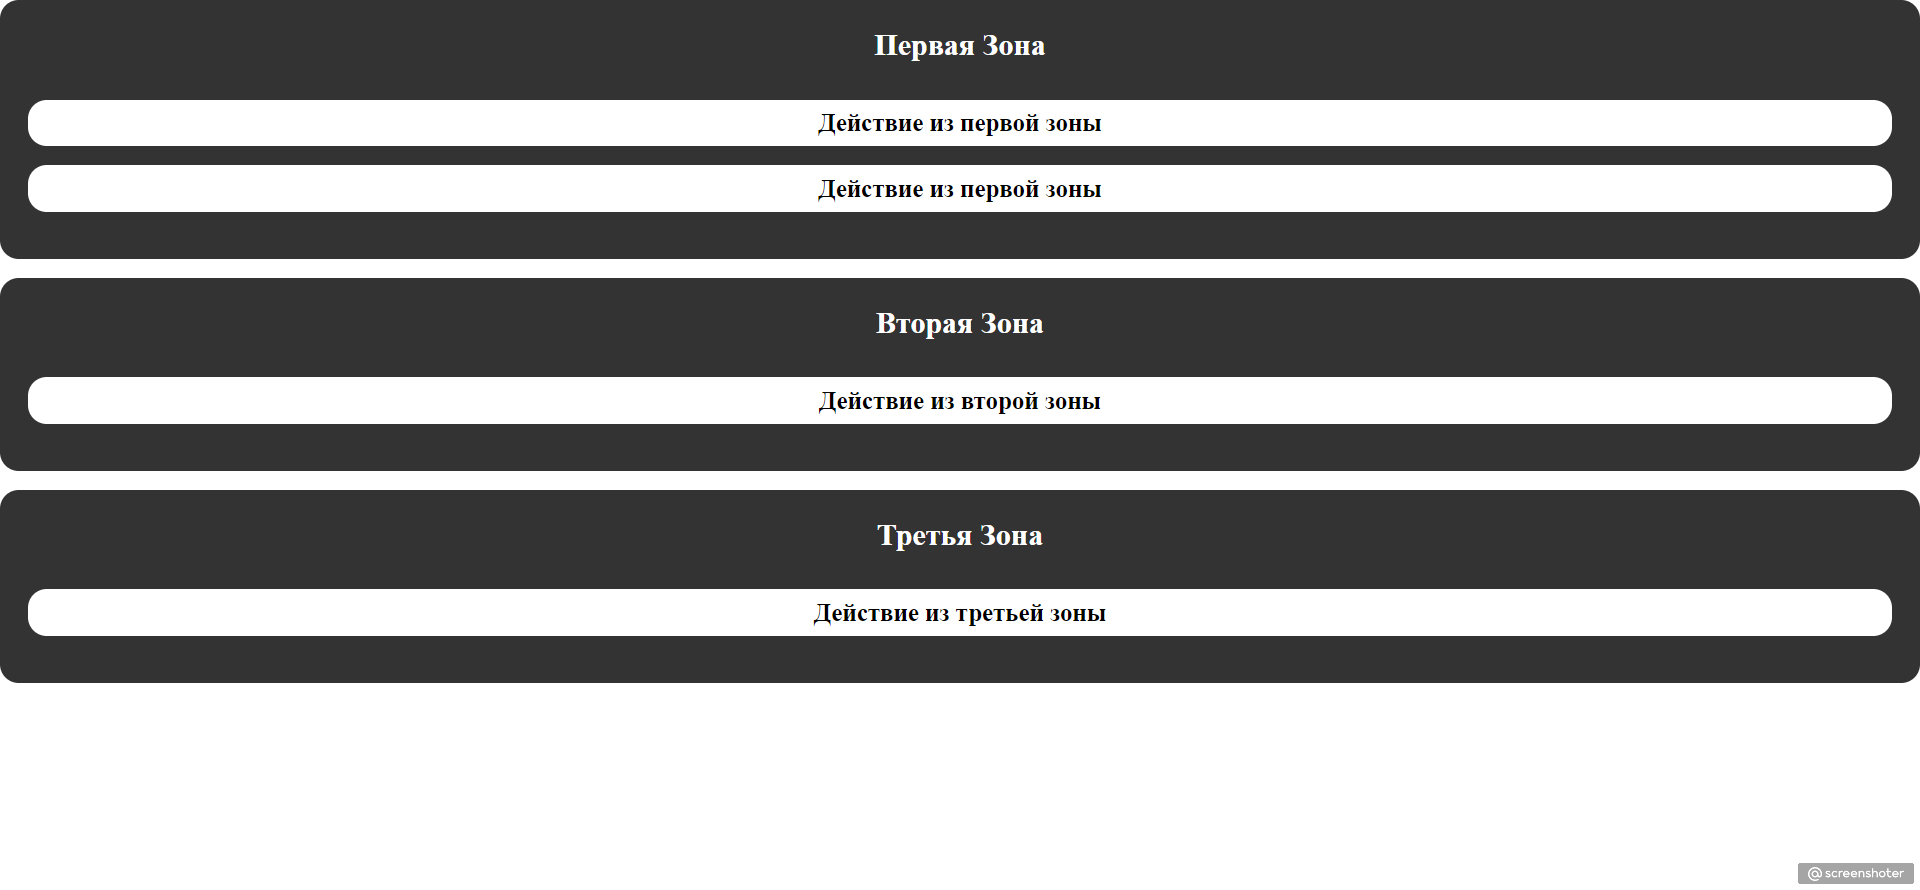 Первая Зона
Действие из первой зоны
Действие из первой зоны
Вторая Зона
Действие из второй зоны
Третья Зона
Действие из третьей зоны
@screenshoter